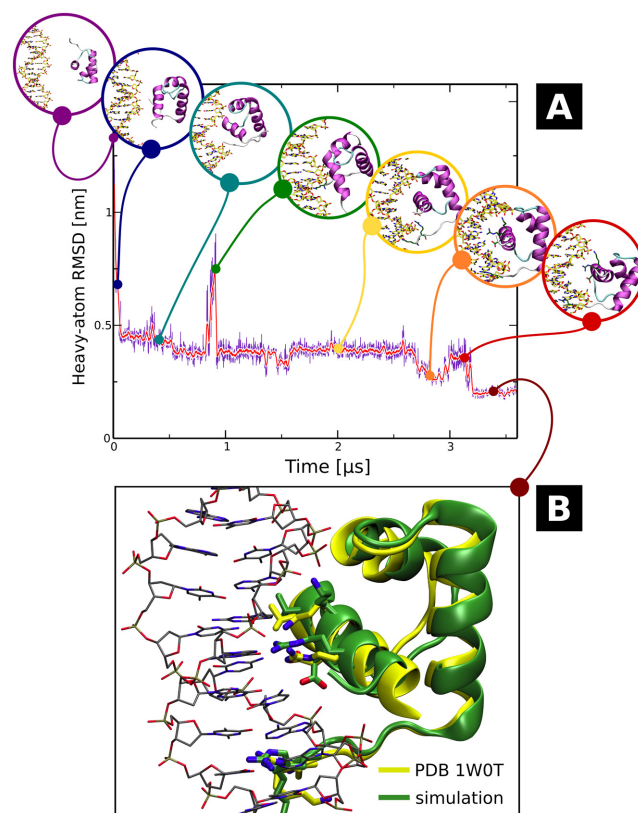 A
Heavy-atom RMSD [nm]
1
0.5
0
0
1
2
3
Time [µs]
B
PDB 1W0T
simulation